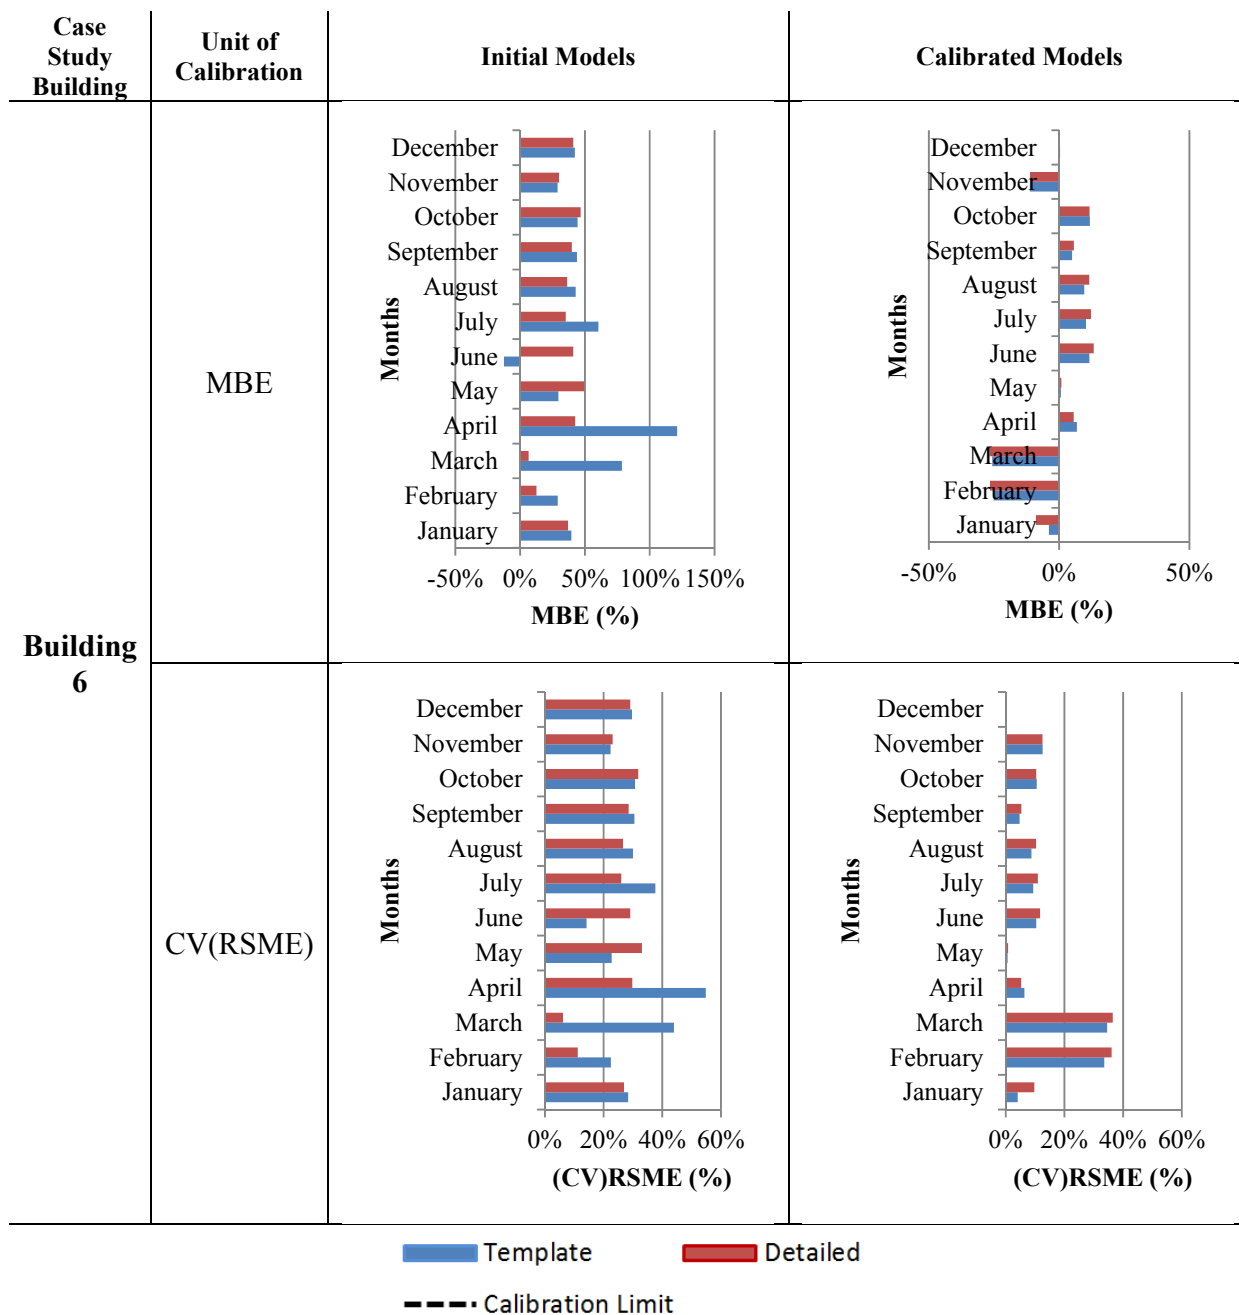 Case
Study
Building
Unit of
Calibration
Initial Models
Calibrated Models
Building
6
MBE
Months
December
November
October
September
August
July
June
May
April
March
February
January
-50% 0% 50% 100% 150%
MBE (%)
Months
December
November
October
September
August
July
June
May
April
March
February
January
-50% 0% 50%
MBE (%)
CV(RSME)
Months
December
November
October
September
August
July
June
May
April
March
February
January
0% 20% 40% 60%
(CV)RSME (%)
Months
December
November
October
September
August
July
June
May
April
March
February
January
0% 20% 40% 60%
(CV)RSME (%)
Template
Detailed
Calibration Limit